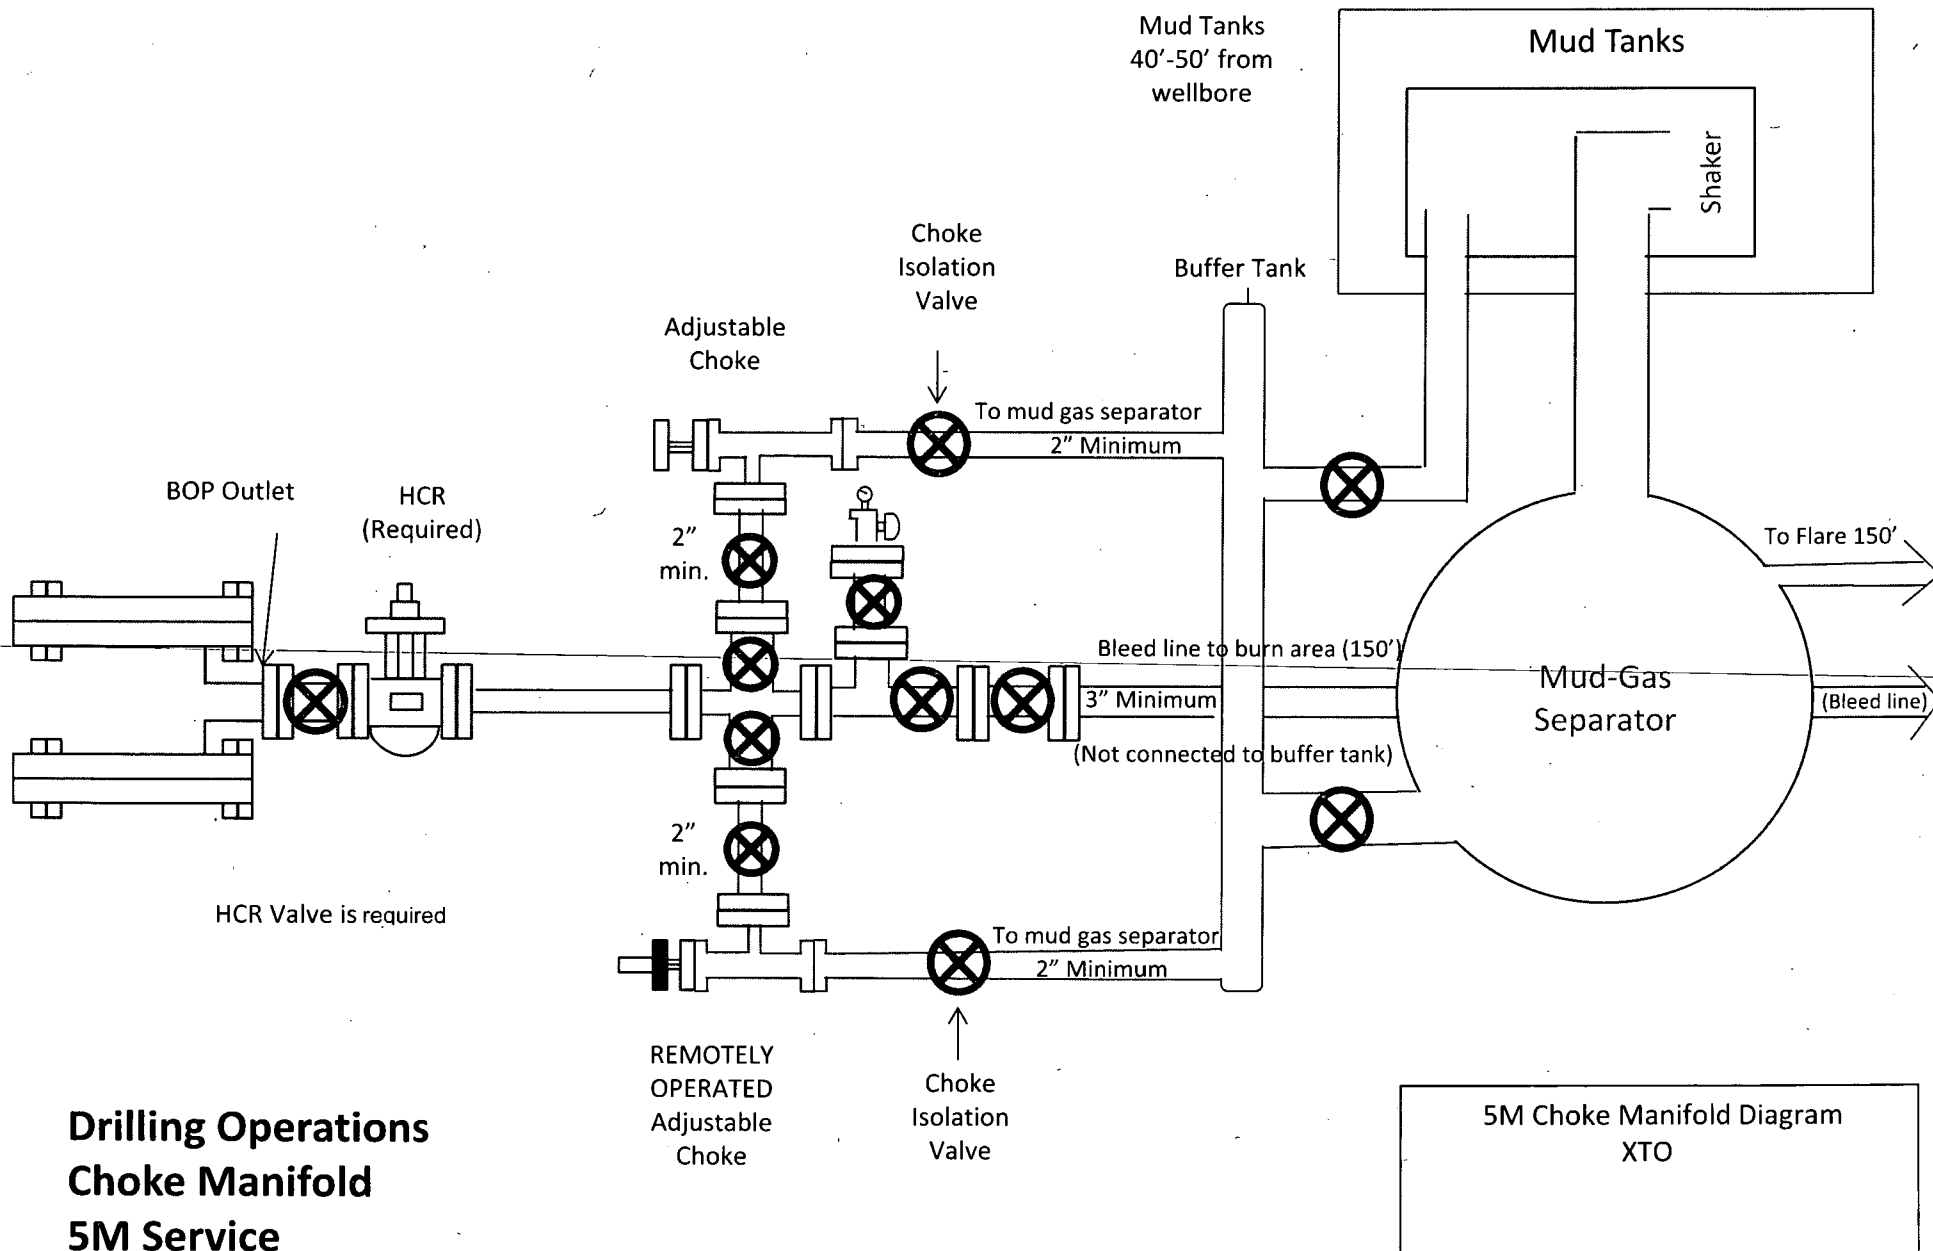 Mud Tanks
40’-50’ from
wellbore
Mud Tanks
Shaker
Choke
Isolation
Valve
Buffer Tank
Adjustable
Choke
To mud gas separator
2” Minimum
BOP Outlet
HCR
(Required)
2”
min.
To Flare 150’
Bleed line to burn area (150’)
3” Minimum
(Not connected to buffer tank)
Mud-Gas
Separator
(Bleed line)
2”
min.
HCR Valve is required
To mud gas separator
2” Minimum
REMOTELY
OPERATED
Adjustable
Choke
Choke
Isolation
Valve
Drilling Operations
Choke Manifold
5M Service
5M Choke Manifold Diagram
XTO